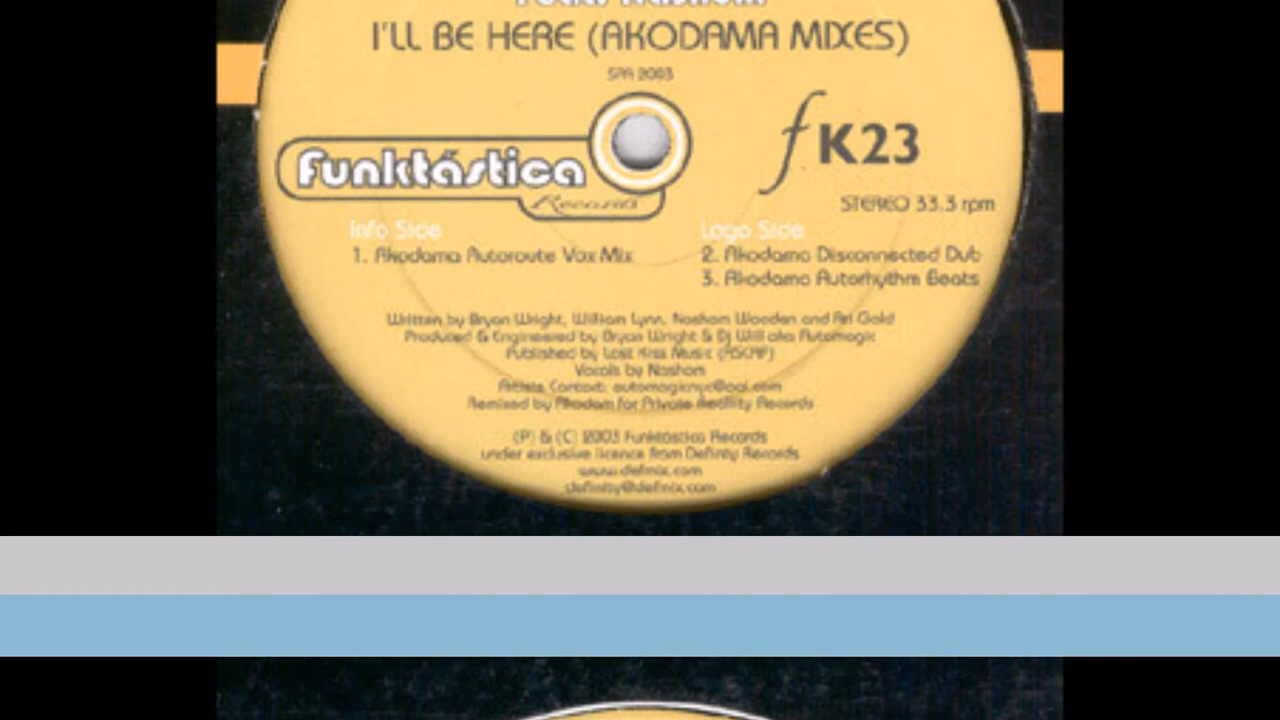 I'LL BE HERE (AKODAMA MIXES)
SPA 2003
fK23
Funktástica
Records
STEREO 33.3 rpm
Info Side
1. Akodama Autoroute Vox Mix
Logo Side
2. Akodama Disconnected Dub
3. Akodama Autorhythm Beats
Written by Bryan Wright, William Lynn, Nashom Wooden and Ari Gold
Produced & Engineered by Bryan Wright & Dj Will aka Automagic
Published by Lost Kiss Music (ASCAP)
Vocals by Nashom
Artists Contact: automagicnyc@aol.com
Remixed by Akodam for Private Reality Records
(P) & (C) 2003 Funktástica Records
under exclusive licence from Definity Records
www.defmix.com
definity@defmix.com